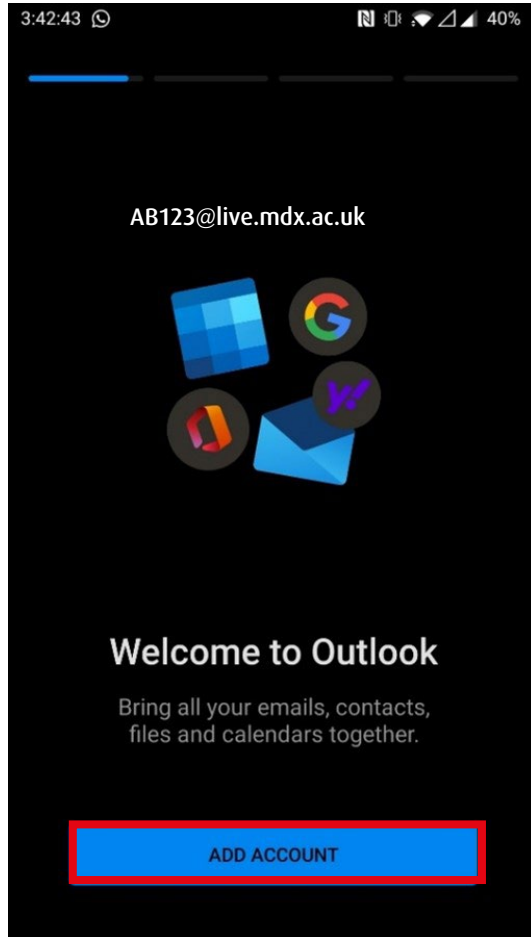 3:42:43 40%
AB123@live.mdx.ac.uk
G
y!
Welcome to Outlook
Bring all your emails, contacts,
files and calendars together.
ADD ACCOUNT